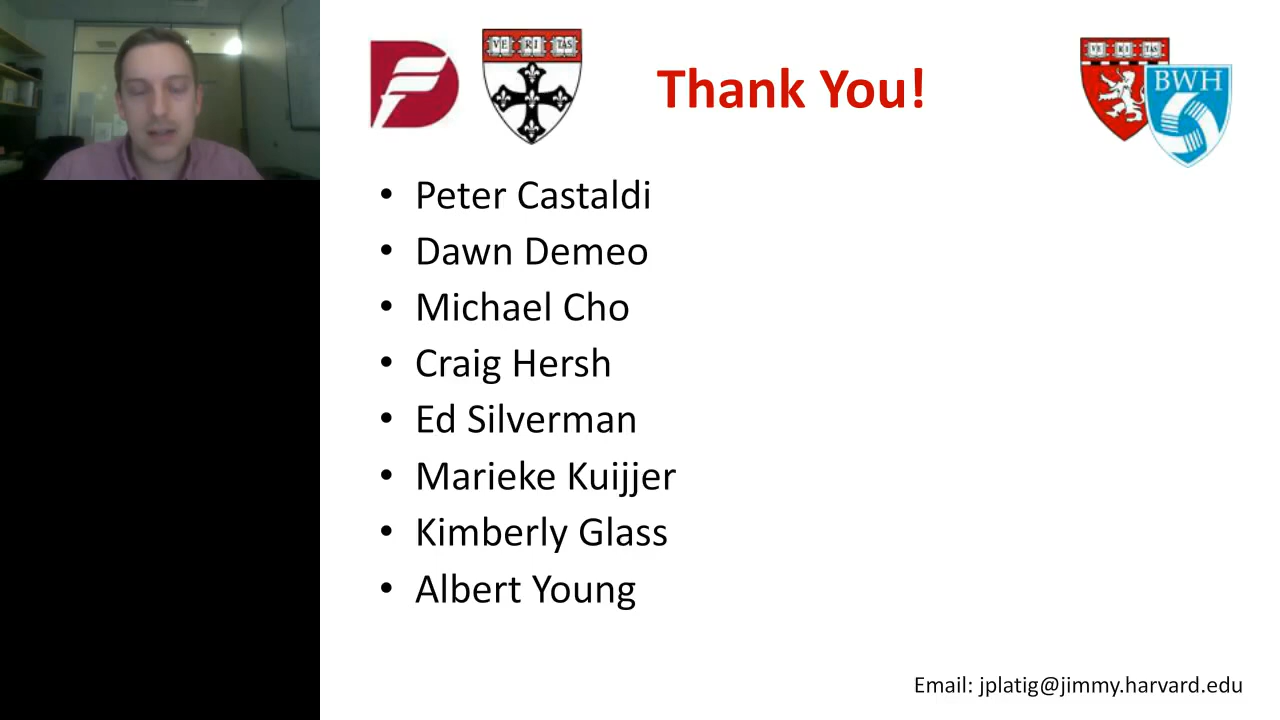 VE RI TAS
Thank You!
VE RI TAS
BWH
• Peter Castaldi
• Dawn Demeo
• Michael Cho
• Craig Hersh
• Ed Silverman
• Marieke Kuijjer
• Kimberly Glass
• Albert Young
Email: jplatig@jimmy.harvard.edu